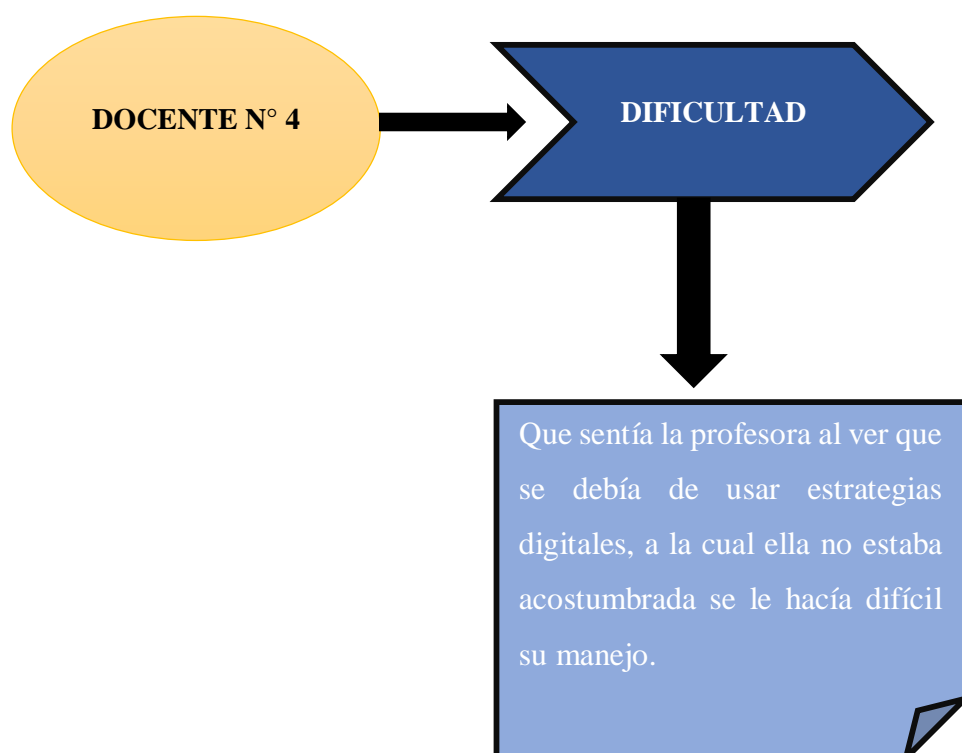 DOCENTE N° 4
DIFICULTAD
Que sentía la profesora al ver que
se debía de usar estrategias
digitales, a la cual ella no estaba
acostumbrada se le hacía difícil
su manejo.